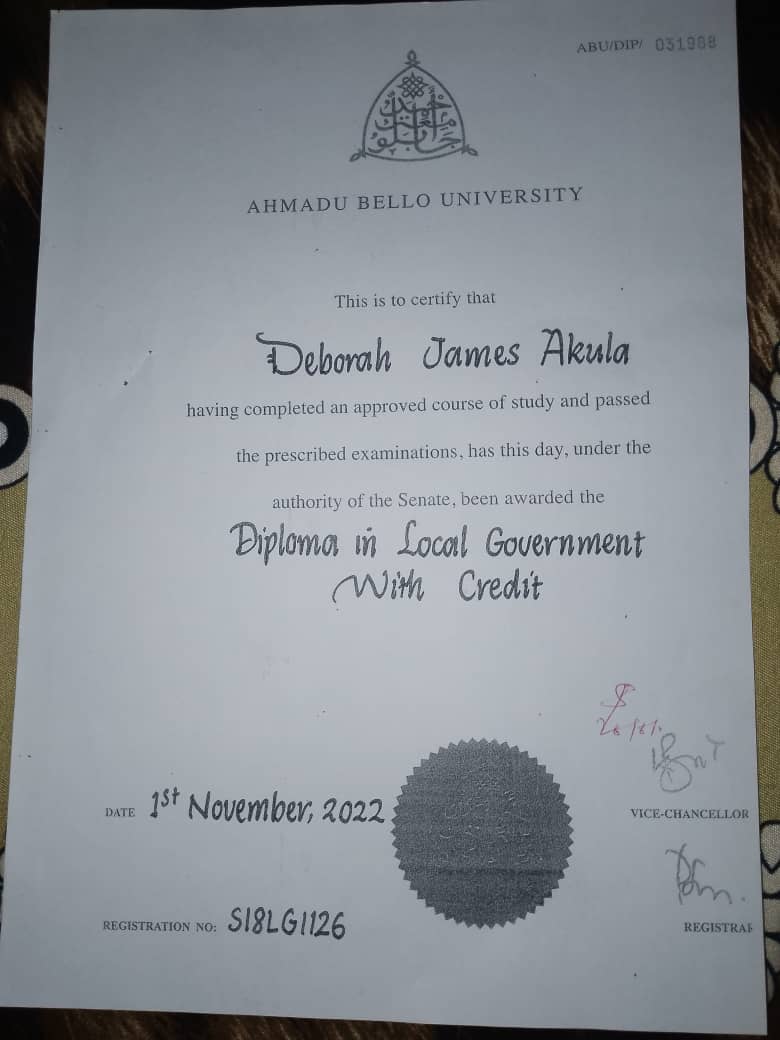 ABU/DIP/ 031988
AHMADU BELLO UNIVERSITY
This is to certify that
Deborah James Akula
having completed an approved course of study and passed
the prescribed examinations, has this day, under the
authority of the Senate, been awarded the
Diploma in Local Government
With Credit
DATE 1st November, 2022
VICE-CHANCELLOR
REGISTRATION NO: S18LG1126
REGISTRAR